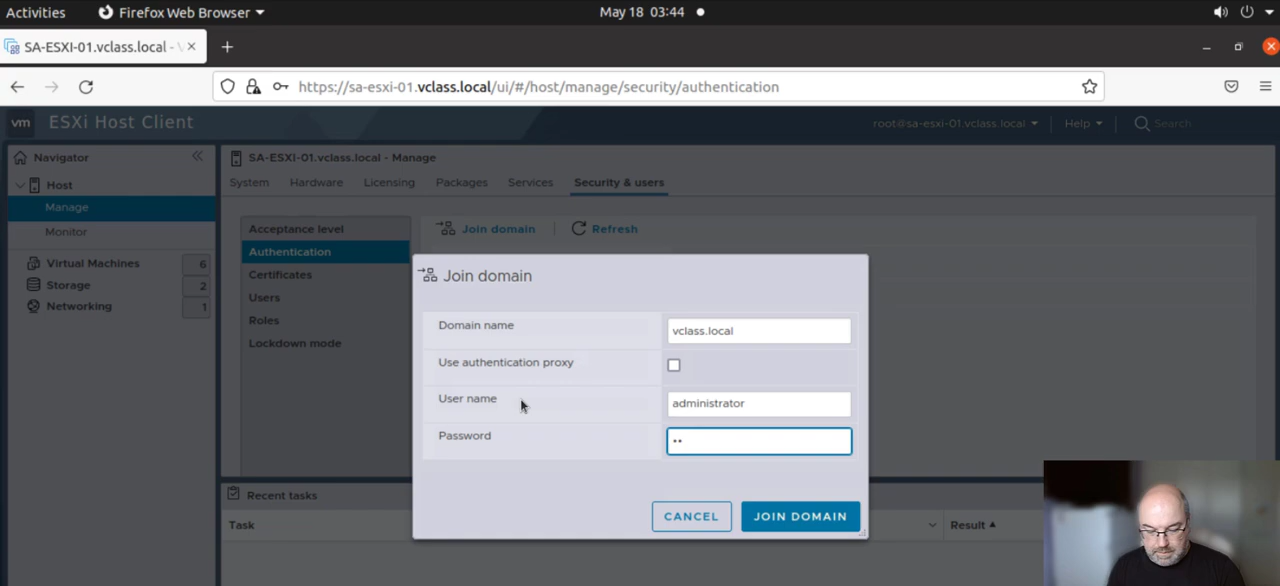 Activities Firefox Web Browser May 18 03:44
SA-ESXI-01.vclass.local - V
https://sa-esxi-01.vclass.local/ui/#/host/manage/security/authentication
vm ESXi Host Client root@sa-esxi-01.vclass.local Help Search
Navigator SA-ESXI-01.vclass.local - Manage
Host System Hardware Licensing Packages Services Security & users
Manage
Monitor Acceptance level Join domain Refresh
Authentication
Virtual Machines 6 Certificates Join domain
Storage 2 Users
Networking 1 Roles Domain name vclass.local
Lockdown mode
Use authentication proxy
User name administrator
Password ••
Recent tasks
CANCEL JOIN DOMAIN
Task Result